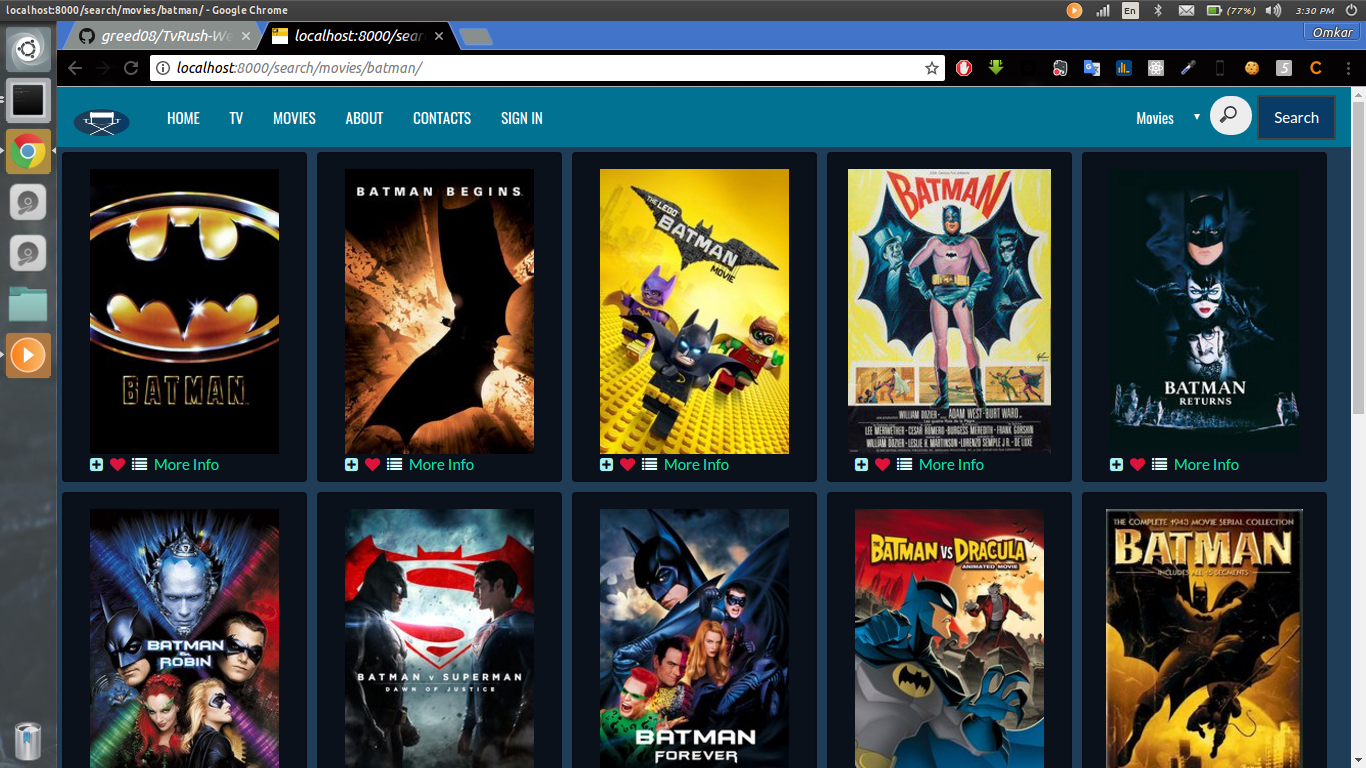 localhost:8000/search/movies/batman/ - Google Chrome
En
(77%)
3:30 PM
greed08/TvRush-We
localhost:8000/sear
Omkar
localhost:8000/search/movies/batman/
5
C
HOME
TV
MOVIES
ABOUT
CONTACTS
SIGN IN
Movies
Search
BATMAN
BATMAN BEGINS
THE LEGO
BATMAN
MOVIE
BATMAN
WILLIAM DOZIER ADAM WEST · BURT WARD
LEE MERIWETHER · CESAR ROMERO · BURGESS MEREDITH · FRANK GORSHIN
WILLIAM DOZIER · LESLIE H. MARTINSON · LORENZO SEMPLE JR. · DE LUXE
BATMAN
RETURNS
More Info
More Info
More Info
More Info
More Info
BATMAN
& ROBIN
BATMAN V SUPERMAN
DAWN OF JUSTICE
BATMAN
FOREVER
THE
BATMAN VS DRACULA
ANIMATED MOVIE
THE COMPLETE 1943 MOVIE SERIAL COLLECTION
BATMAN
INCLUDES ALL 15 SEGMENTS